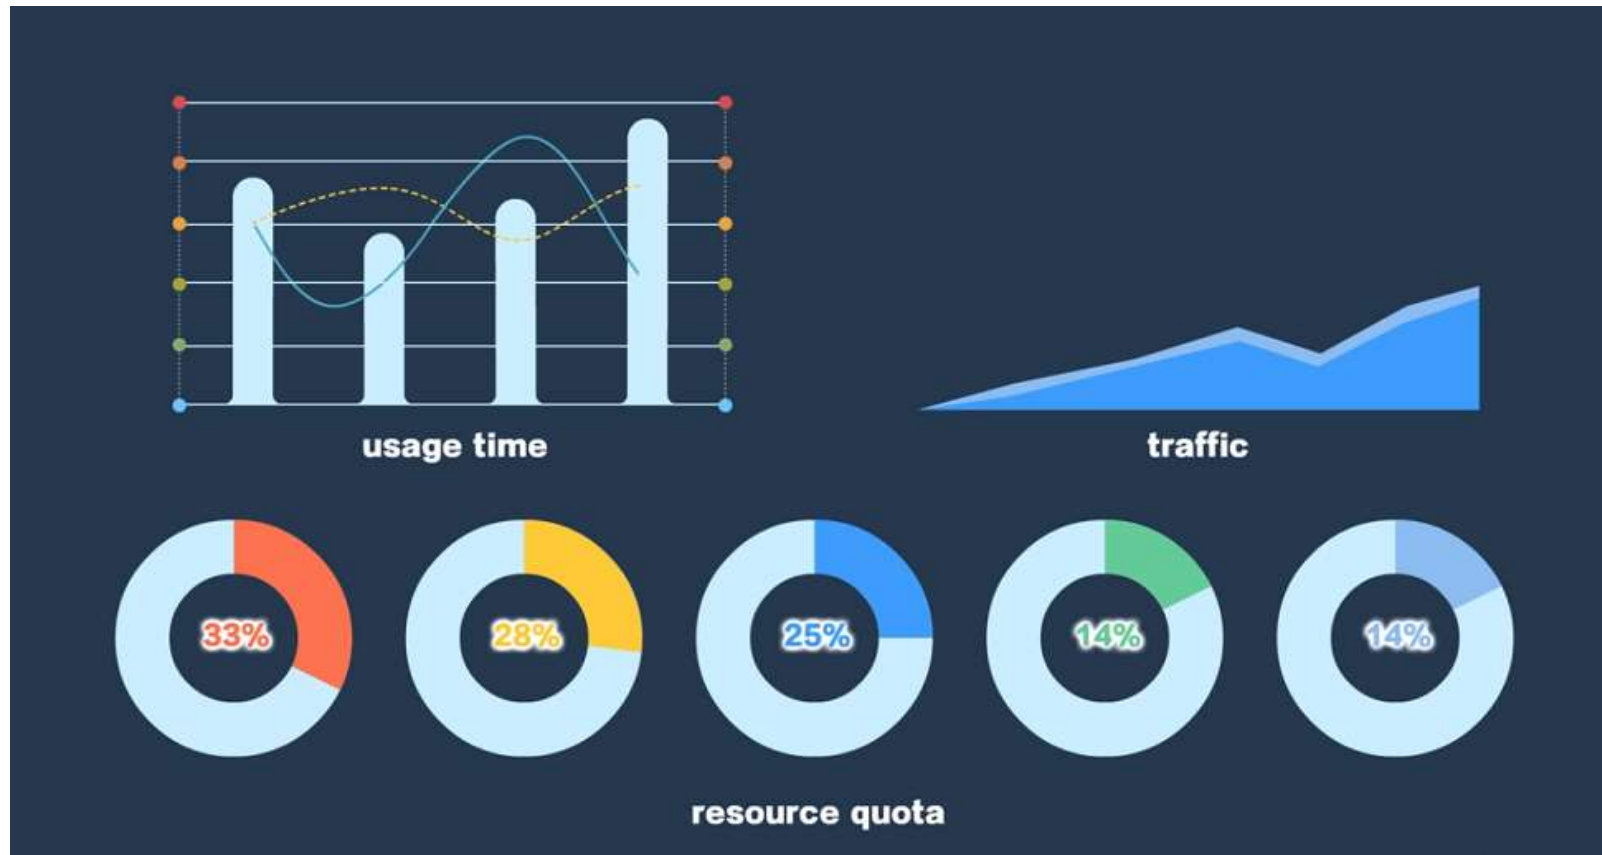 usage time
traffic
33%
28%
25%
14%
14%
resource quota